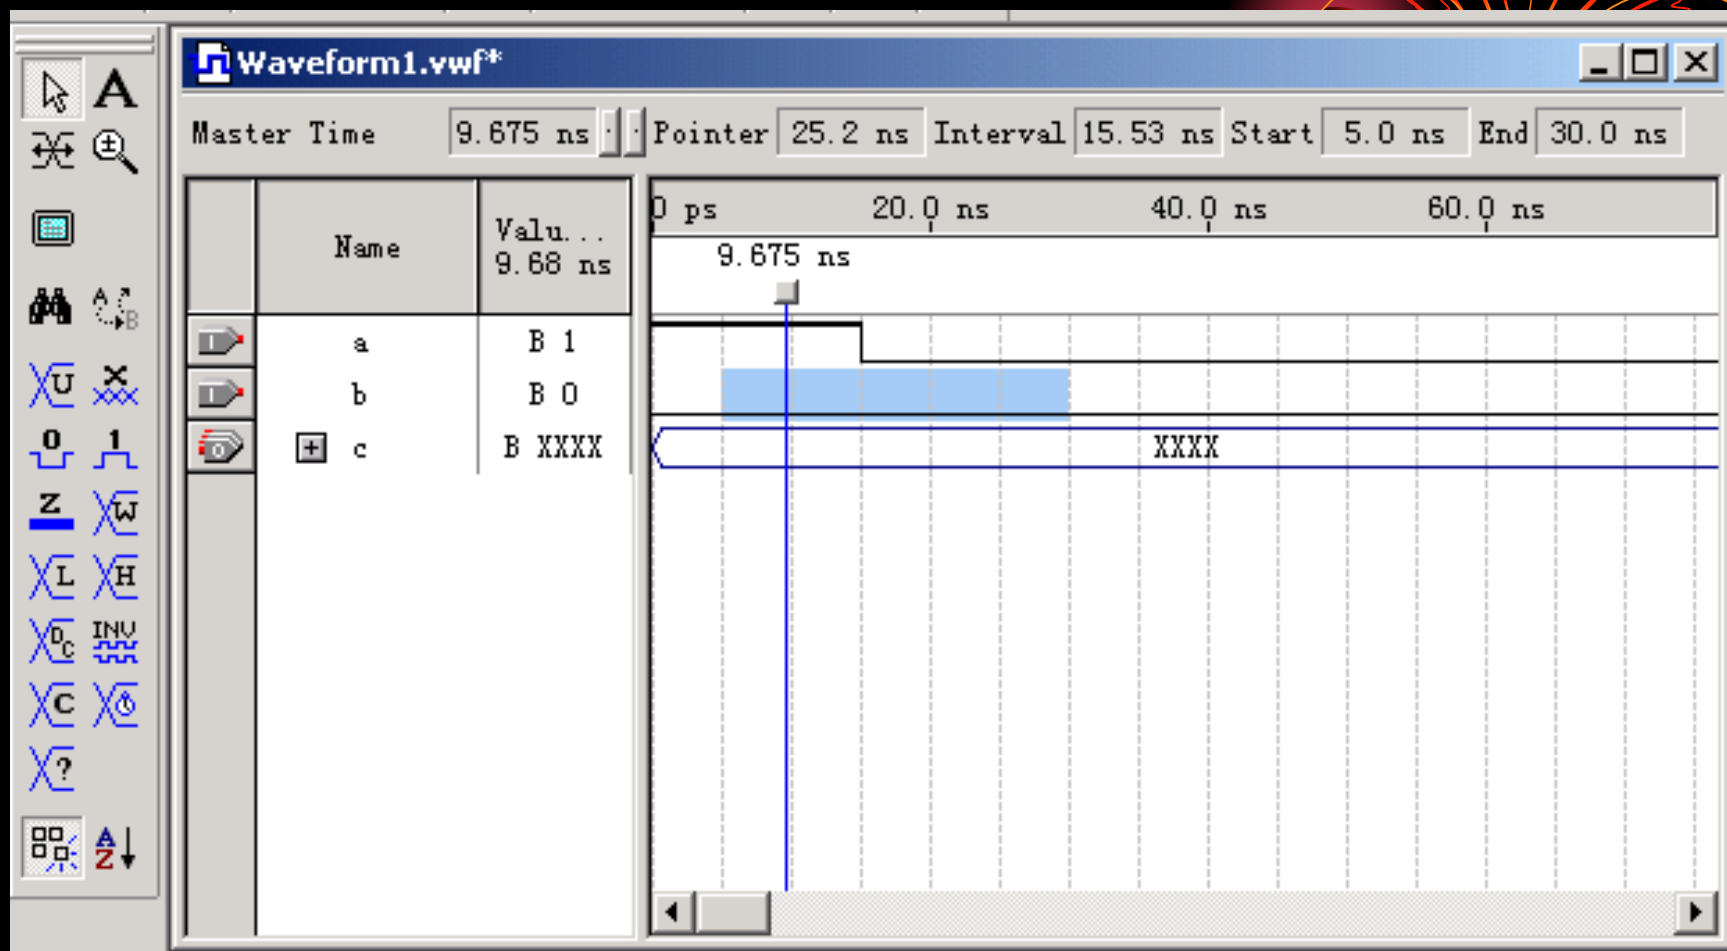 Waveform1.vwf*
Master Time 9.675 ns Pointer 25.2 ns Interval 15.53 ns Start 5.0 ns End 30.0 ns
A
Name
Valu...
9.68 ns
0 ps 20.0 ns 40.0 ns 60.0 ns
9.675 ns
A B
a B 1
b B 0
c B XXXX XXXX
U X
0 1
Z W
L H
DC INV
C
?
A
Z